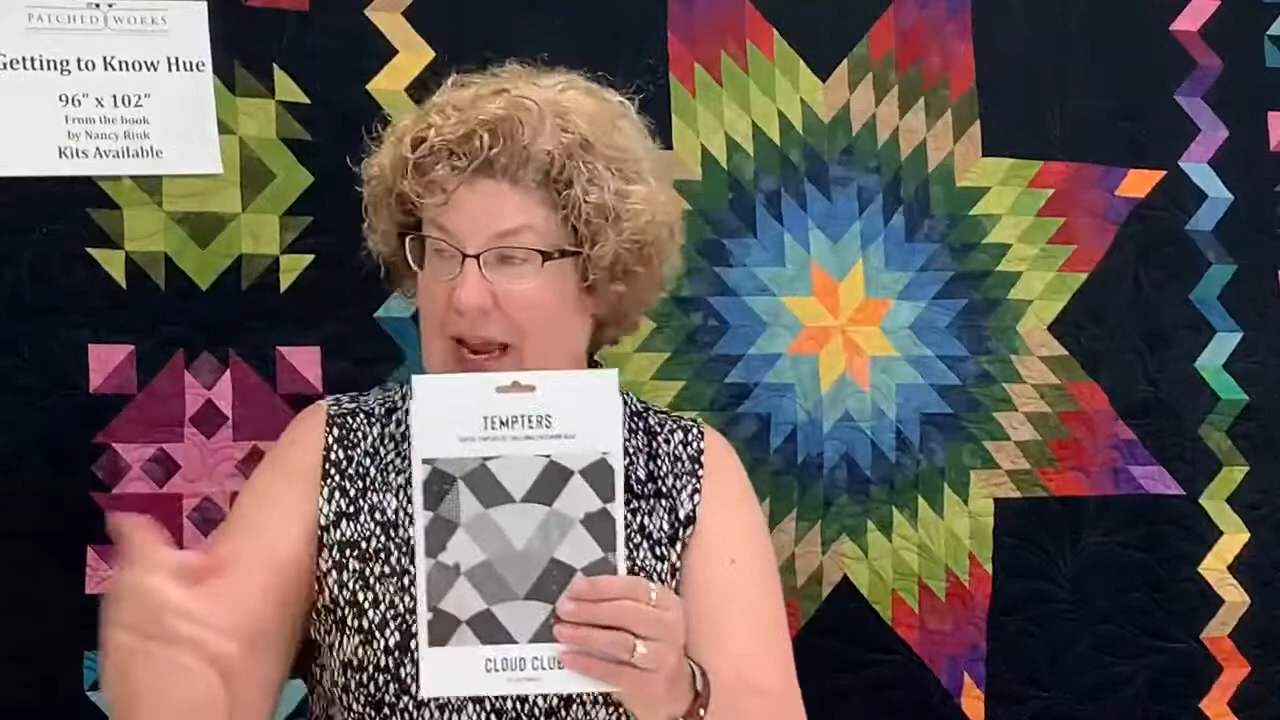 PATCHED WORKS
Getting to Know Hue
96" x 102"
From the book
by Nancy Rink
Kits Available
TEMPTERS
CLOUD CLUB